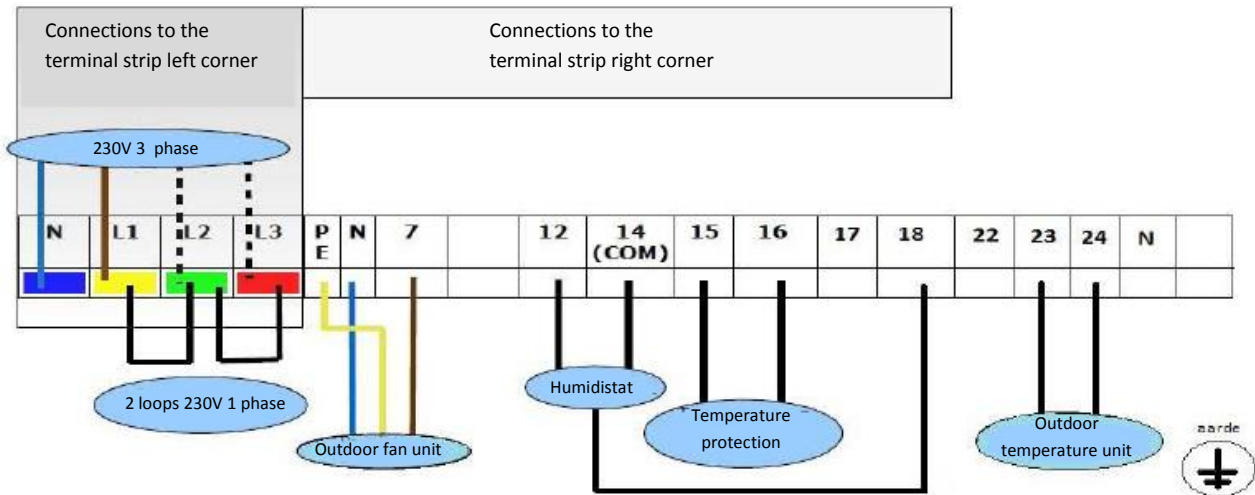 Connections to the
terminal strip left corner
Connections to the
terminal strip right corner
230V 3 phase
N L1 L2 L3 P E N 7 12 14 (COM) 15 16 17 18 22 23 24 N
2 loops 230V 1 phase
Outdoor fan unit
Humidistat
Temperature
protection
Outdoor
temperature unit
aarde